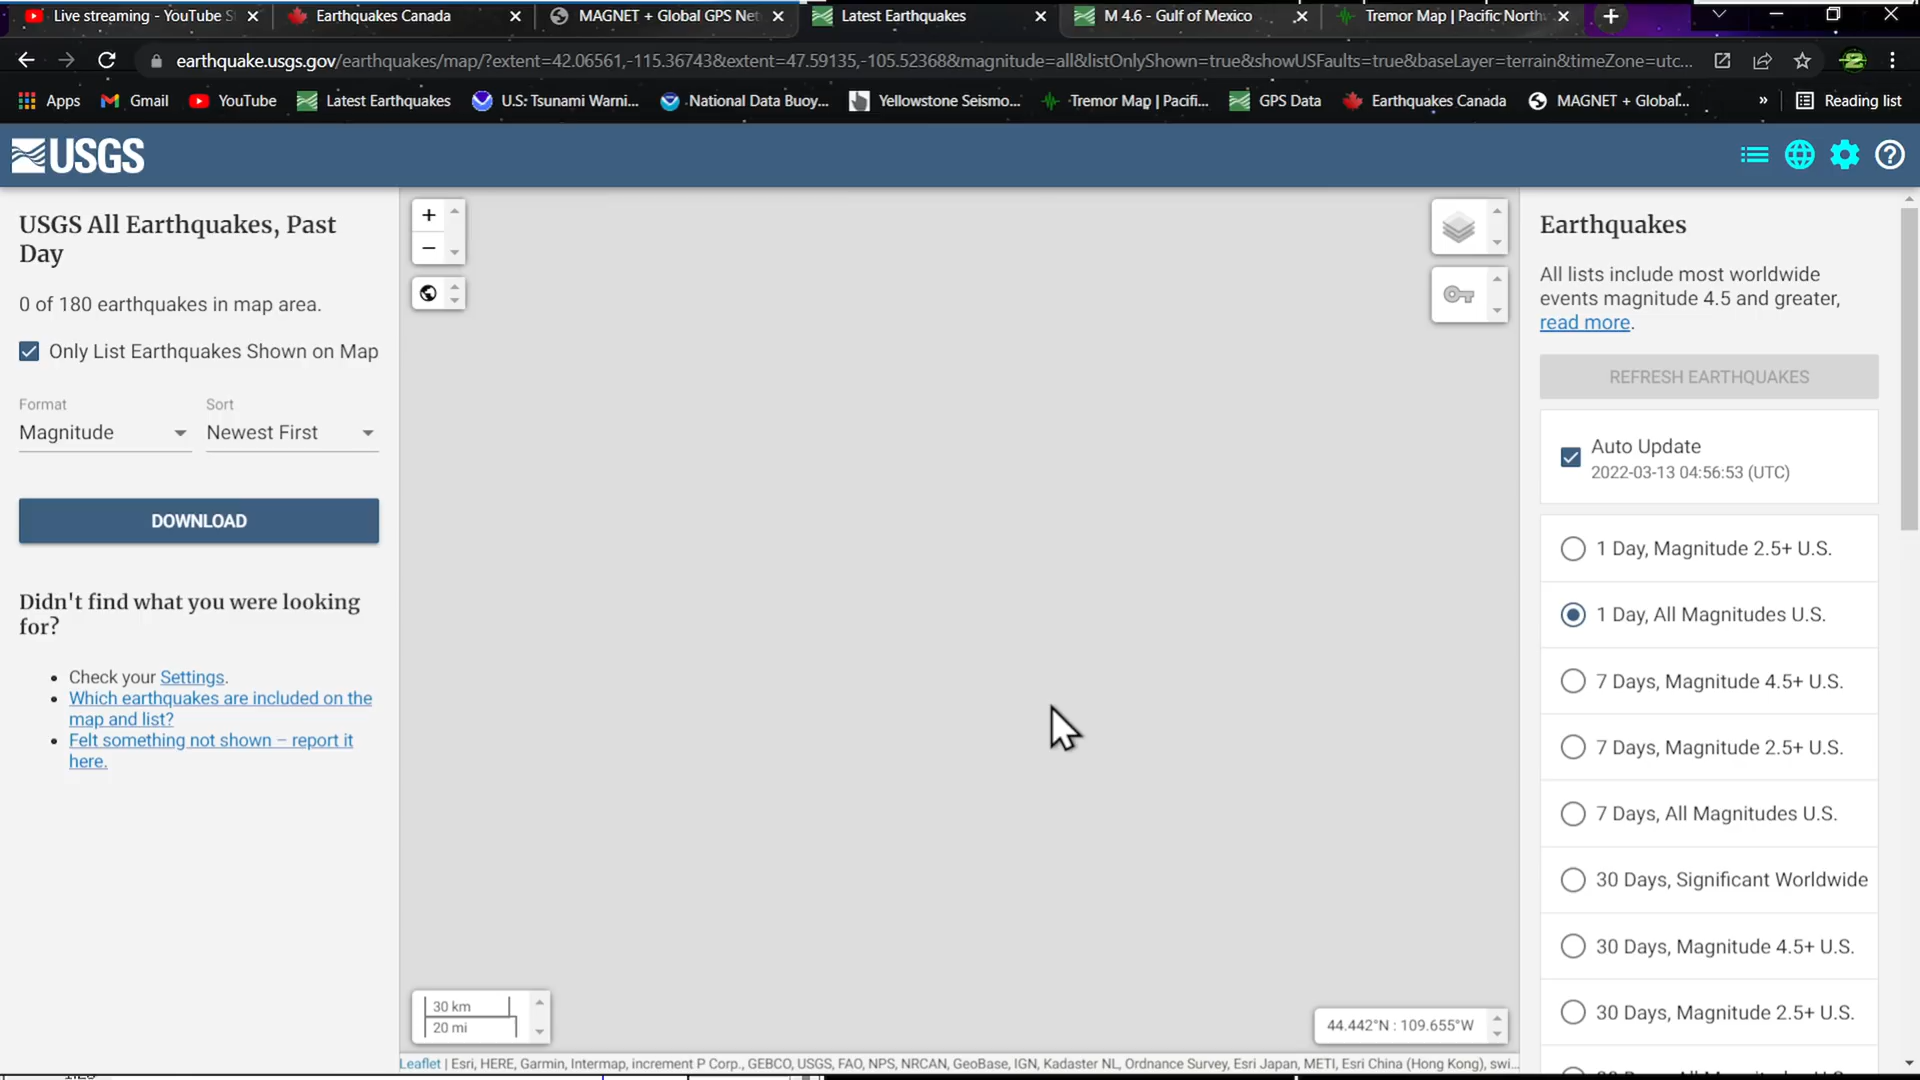 Live streaming - YouTube S
Earthquakes Canada
MAGNET + Global GPS Net
Latest Earthquakes
M 4.6 - Gulf of Mexico
Tremor Map | Pacific North
earthquake.usgs.gov/earthquakes/map/?extent=42.06561,-115.36743&extent=47.59135,-105.52368&magnitude=all&listOnlyShown=true&showUSFaults=true&baseLayer=terrain&timeZone=utc...
Apps
Gmail
YouTube
Latest Earthquakes
U.S: Tsunami Warni...
National Data Buoy...
Yellowstone Seismo...
Tremor Map | Pacifi...
GPS Data
Earthquakes Canada
MAGNET + Global...
»
Reading list
USGS
USGS All Earthquakes, Past
Day
0 of 180 earthquakes in map area.
Only List Earthquakes Shown on Map
Format
Sort
Magnitude
Newest First
DOWNLOAD
Didn't find what you were looking
for?
Check your Settings.
Which earthquakes are included on the
map and list?
Felt something not shown – report it
here.
+
−
30 km
20 mi
44.442°N : 109.655°W
Leaflet | Esri, HERE, Garmin, Intermap, increment P Corp., GEBCO, USGS, FAO, NPS, NRCAN, GeoBase, IGN, Kadaster NL, Ordnance Survey, Esri Japan, METI, Esri China (Hong Kong), swi...
Earthquakes
All lists include most worldwide
events magnitude 4.5 and greater,
read more.
REFRESH EARTHQUAKES
Auto Update
2022-03-13 04:56:53 (UTC)
1 Day, Magnitude 2.5+ U.S.
1 Day, All Magnitudes U.S.
7 Days, Magnitude 4.5+ U.S.
7 Days, Magnitude 2.5+ U.S.
7 Days, All Magnitudes U.S.
30 Days, Significant Worldwide
30 Days, Magnitude 4.5+ U.S.
30 Days, Magnitude 2.5+ U.S.